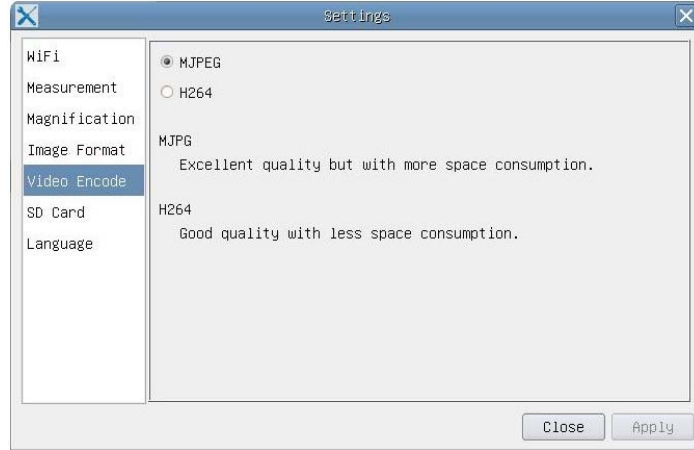 Settings
WiFi
Measurement
Magnification
Image Format
Video Encode
SD Card
Language
MJPEG
H264
MJPG
Excellent quality but with more space consumption.
H264
Good quality with less space consumption.
Close
Apply